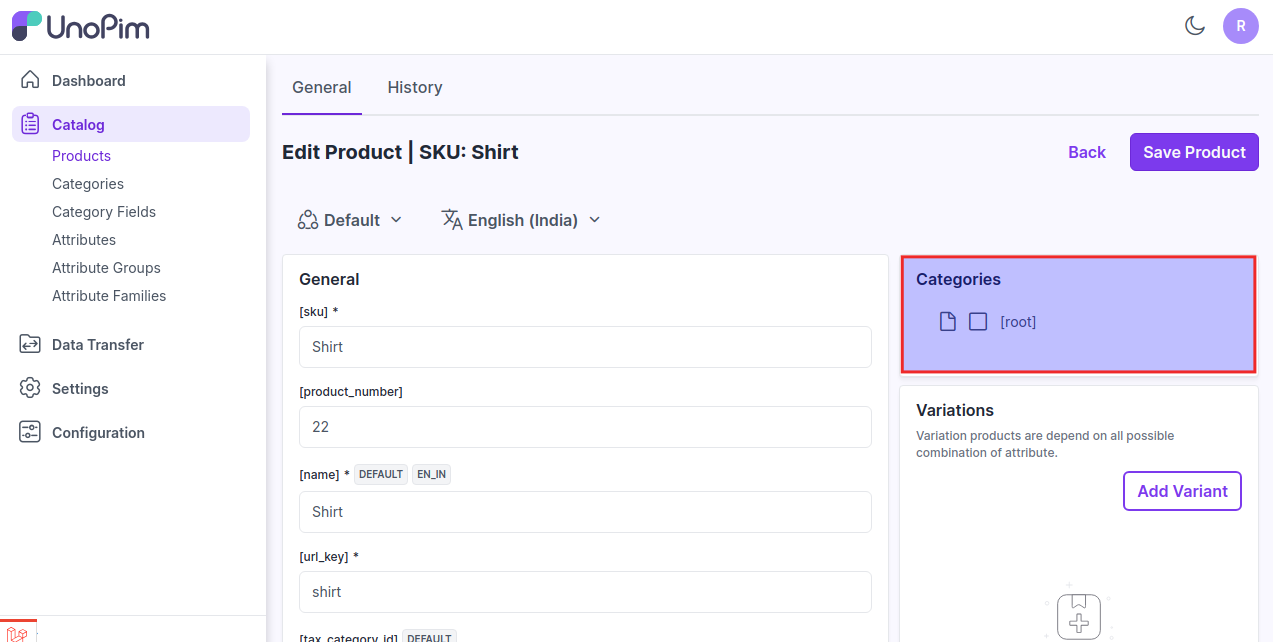 UnoPim
R
Dashboard
Catalog
Products
Categories
Category Fields
Attributes
Attribute Groups
Attribute Families
Data Transfer
Settings
Configuration
General
History
Edit Product | SKU: Shirt
Back
Save Product
Default
English (India)
General
[sku] *
Shirt
[product_number]
22
[name] * DEFAULT EN_IN
Shirt
[url_key] *
shirt
[tax_category_id] DEFAULT
Categories
[root]
Variations
Variation products are depend on all possible
combination of attribute.
Add Variant